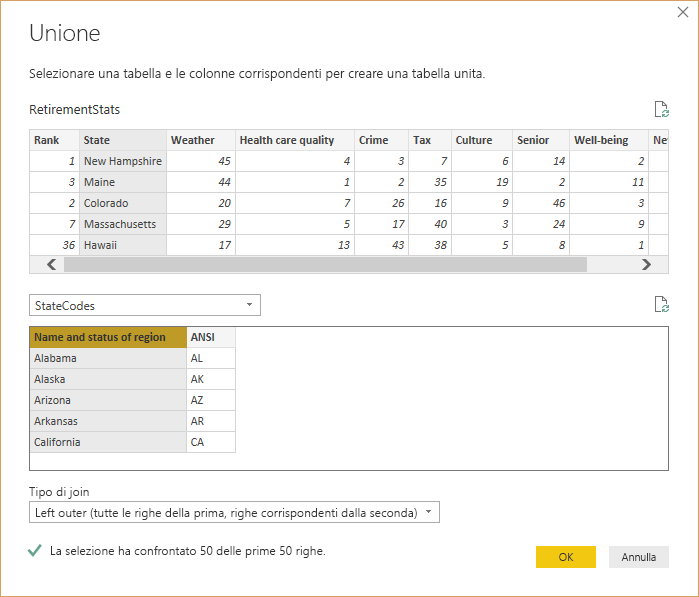 Unione
Selezionare una tabella e le colonne corrispondenti per creare una tabella unita.
RetirementStats
Rank State Weather Health care quality Crime Tax Culture Senior Well-being Ne
1 New Hampshire 45 4 3 7 6 14 2
3 Maine 44 1 2 35 19 2 11
2 Colorado 20 7 26 16 9 46 3
7 Massachusetts 29 5 17 40 3 24 9
36 Hawaii 17 13 43 38 5 8 1
StateCodes
Name and status of region ANSI
Alabama AL
Alaska AK
Arizona AZ
Arkansas AR
California CA
Tipo di join
Left outer (tutte le righe della prima, righe corrispondenti dalla seconda)
La selezione ha confrontato 50 delle prime 50 righe.
OK Annulla